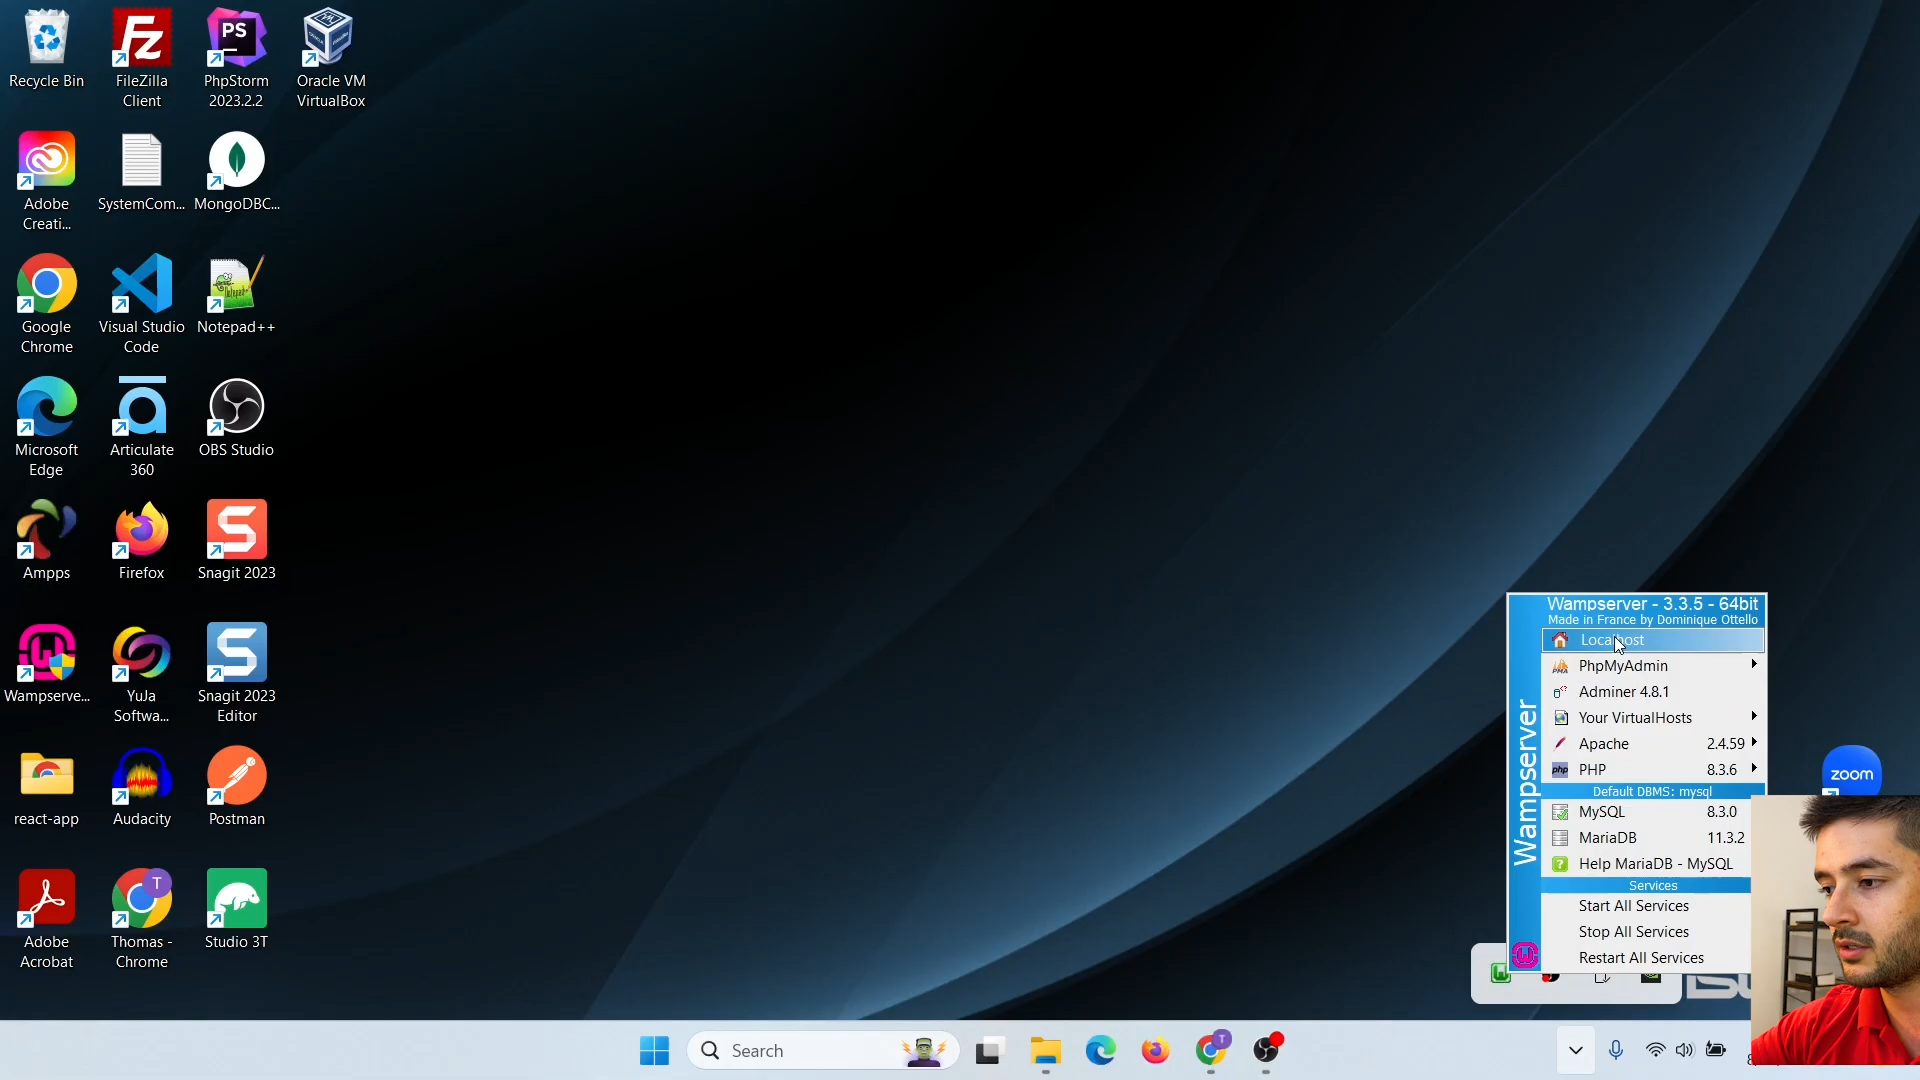 Recycle Bin
FileZilla
Client
PS
PhpStorm
2023.2.2
Oracle VM
VirtualBox
Adobe
Creati...
SystemCom...
MongoDBC...
Google
Chrome
Visual Studio
Code
Notepad++
Microsoft
Edge
Articulate
360
OBS Studio
Ampps
Firefox
Snagit 2023
Wampserve...
YuJa
Softwa...
Snagit 2023
Editor
react-app
Audacity
Postman
Adobe
Acrobat
T
Thomas -
Chrome
Studio 3T
zoom
Wampserver - 3.3.5 - 64bit
Made in France by Dominique Ottello
Wampserver
Localhost
PhpMyAdmin
Adminer 4.8.1
Your VirtualHosts
Apache 2.4.59
php PHP 8.3.6
Default DBMS: mysql
MySQL 8.3.0
MariaDB 11.3.2
Help MariaDB - MySQL
Services
Start All Services
Stop All Services
Restart All Services
Search
T